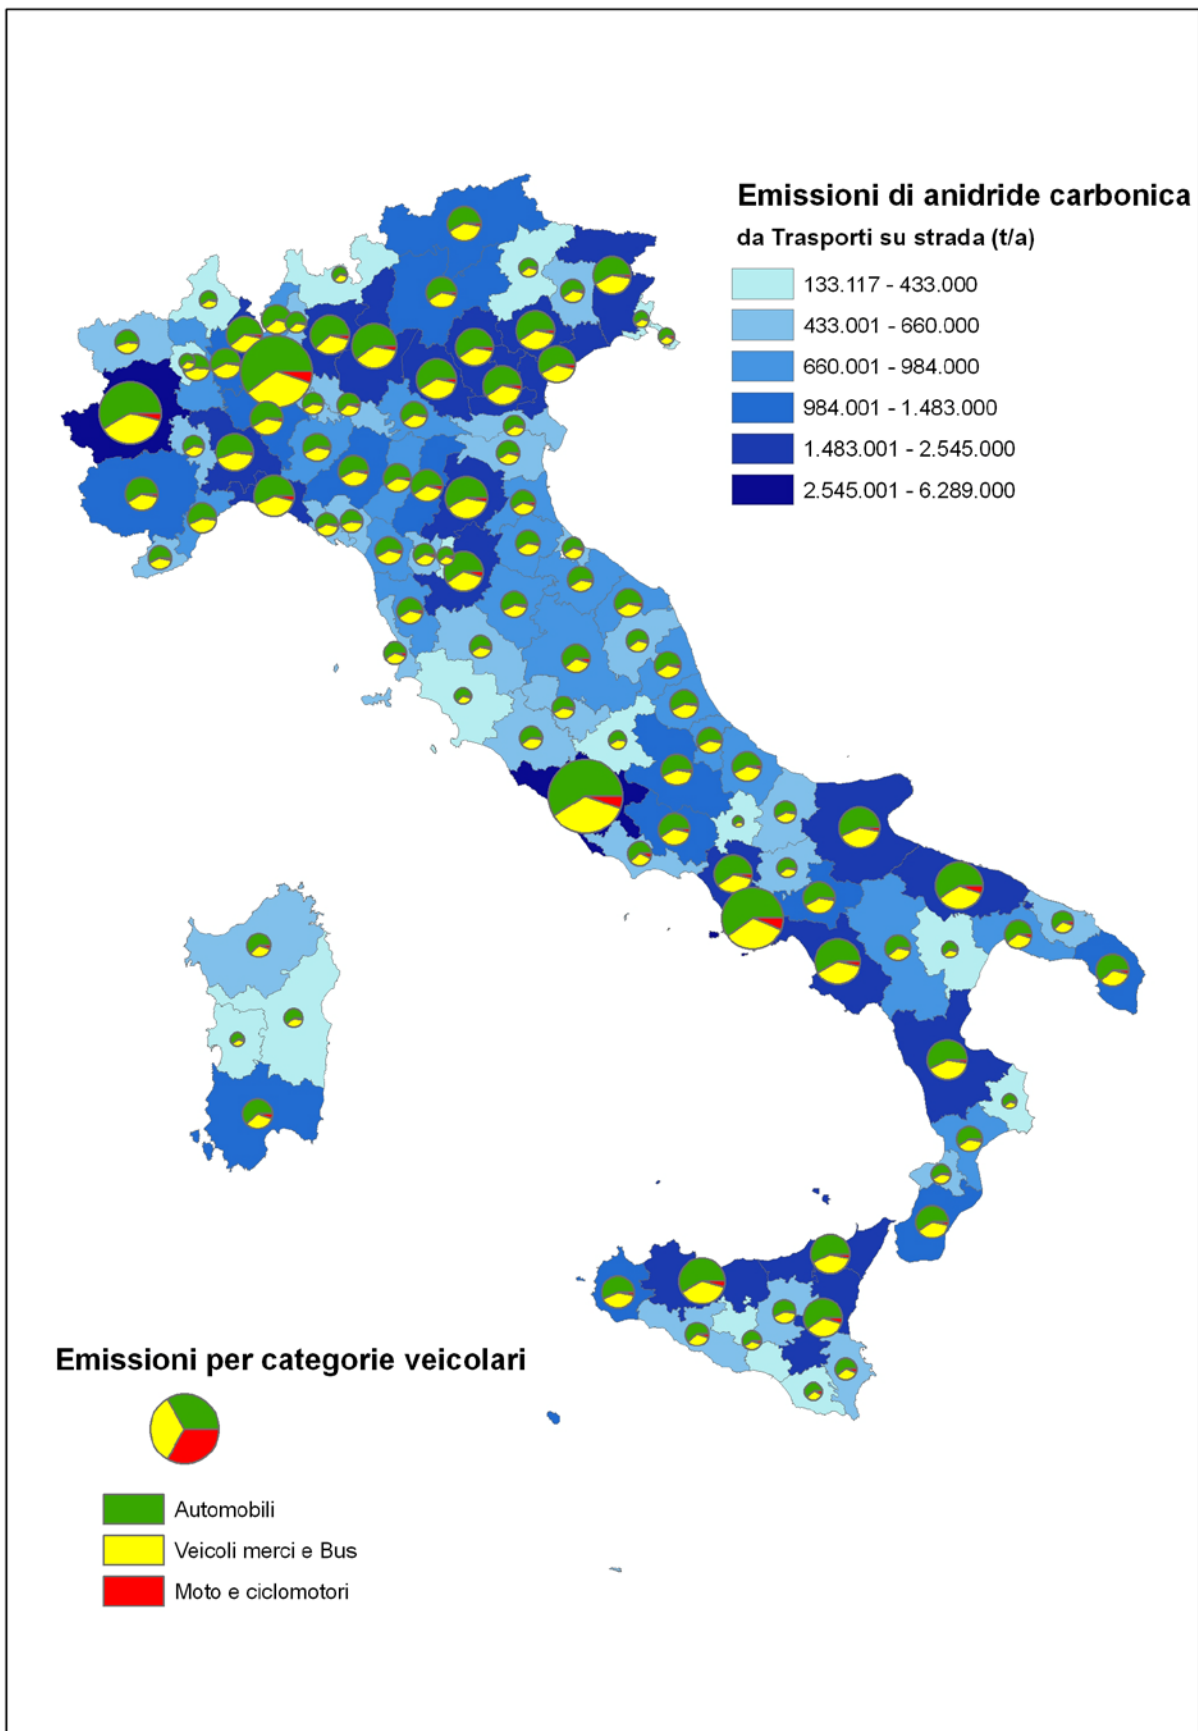 Emissioni di anidride carbonica
da Trasporti su strada (t/a)
133.117 - 433.000
433.001 - 660.000
660.001 - 984.000
984.001 - 1.483.000
1.483.001 - 2.545.000
2.545.001 - 6.289.000
Emissioni per categorie veicolari
Automobili
Veicoli merci e Bus
Moto e ciclomotori